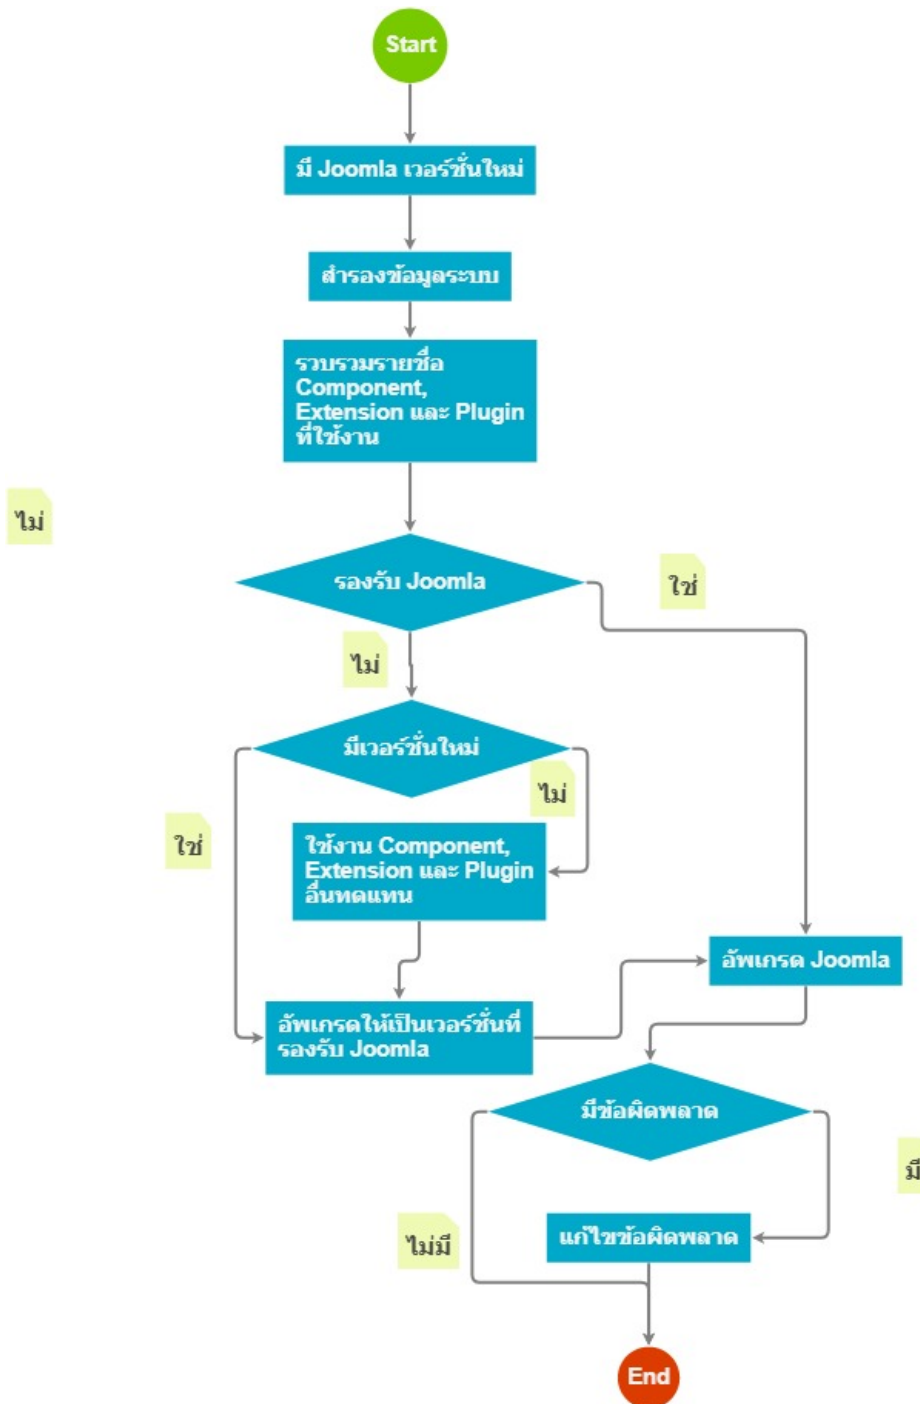 Start
มี Joomla เวอร์ชั่นใหม่
สำรองข้อมูลระบบ
รวบรวมรายชื่อ
Component,
Extension และ Plugin
ที่ใช้งาน
ไม่
รองรับ Joomla
ใช่
ไม่
มีเวอร์ชั่นใหม่
ไม่
ใช่
ใช้งาน Component,
Extension และ Plugin
อื่นทดแทน
อัพเกรด Joomla
อัพเกรดให้เป็นเวอร์ชั่นที่
รองรับ Joomla
มีข้อผิดพลาด
มี
ไม่มี
แก้ไขข้อผิดพลาด
End